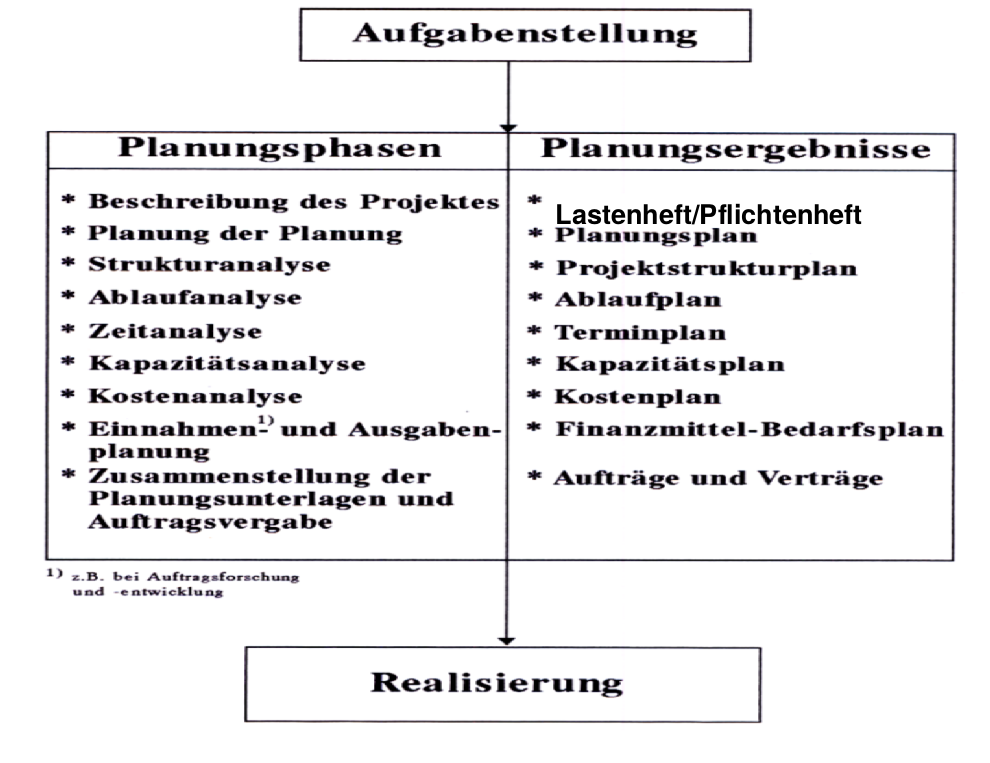 Aufgabenstellung
Planungsphasen
* Beschreibung des Projektes
* Planung der Planung
* Strukturanalyse
* Ablaufanalyse
* Zeitanalyse
* Kapazitätsanalyse
* Kostenanalyse
* Einnahmen-1) und Ausgaben-
planung
* Zusammenstellung der
Planungsunterlagen und
Auftragsvergabe
Planungsergebnisse
*
Lastenheft/Pflichtenheft
* Planungsplan
* Projektstrukturplan
* Ablaufplan
* Terminplan
* Kapazitätsplan
* Kostenplan
* Finanzmittel-Bedarfsplan
* Aufträge und Verträge
1) z.B. bei Auftragsforschung
und -entwicklung
Realisierung